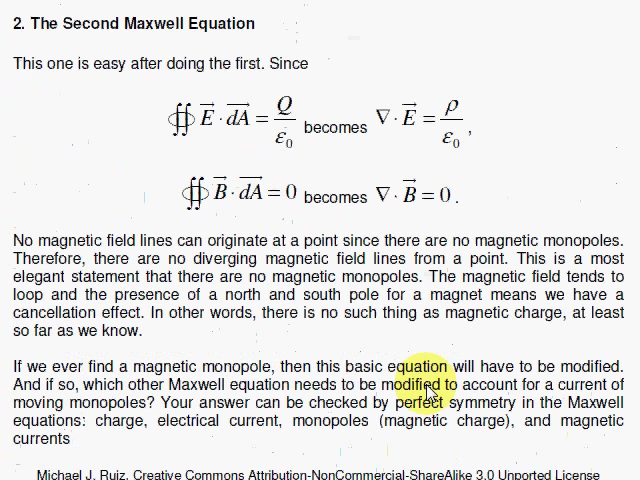 2. The Second Maxwell Equation
This one is easy after doing the first. Since
∯ E⃗ · dA⃗ = Q/ε₀ becomes ∇ · E⃗ = ρ/ε₀ ,
∯ B⃗ · dA⃗ = 0 becomes ∇ · B⃗ = 0 .
No magnetic field lines can originate at a point since there are no magnetic monopoles.
Therefore, there are no diverging magnetic field lines from a point. This is a most
elegant statement that there are no magnetic monopoles. The magnetic field tends to
loop and the presence of a north and south pole for a magnet means we have a
cancellation effect. In other words, there is no such thing as magnetic charge, at least
so far as we know.
If we ever find a magnetic monopole, then this basic equation will have to be modified.
And if so, which other Maxwell equation needs to be modified to account for a current of
moving monopoles? Your answer can be checked by perfect symmetry in the Maxwell
equations: charge, electrical current, monopoles (magnetic charge), and magnetic
currents
Michael J. Ruiz, Creative Commons Attribution-NonCommercial-ShareAlike 3.0 Unported License